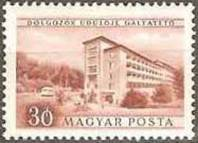 DOLGOZÓK ÜDÜLŐJE GALYATETŐ
30
MAGYAR POSTA